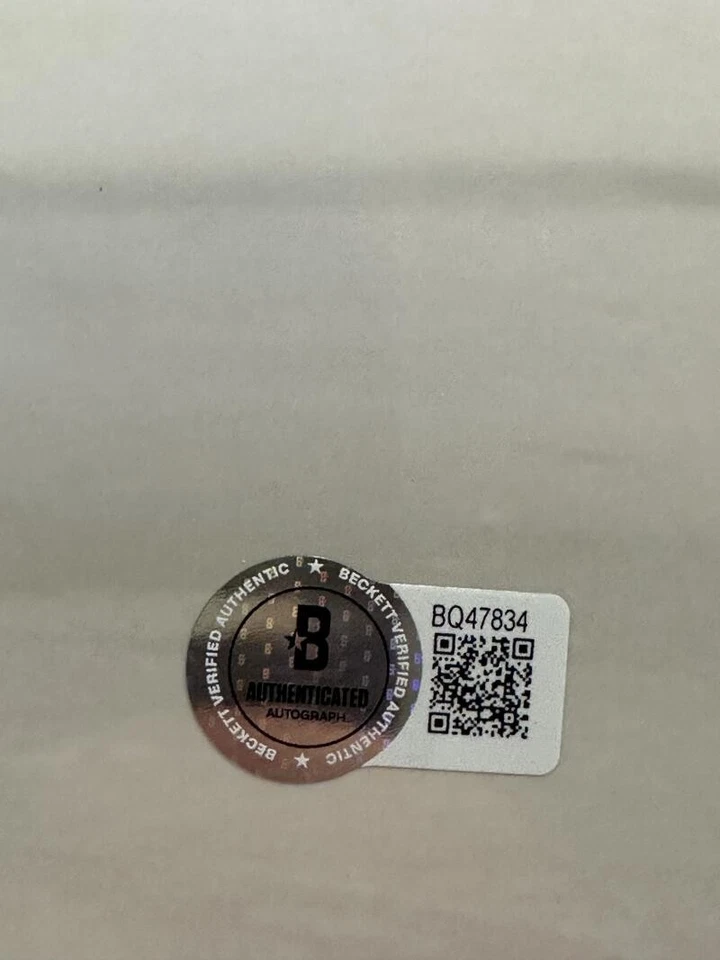 BECKETT VERIFIED AUTHENTIC ★ BECKETT VERIFIED AUTHENTIC ★
B
AUTHENTICATED
AUTOGRAPH
BQ47834